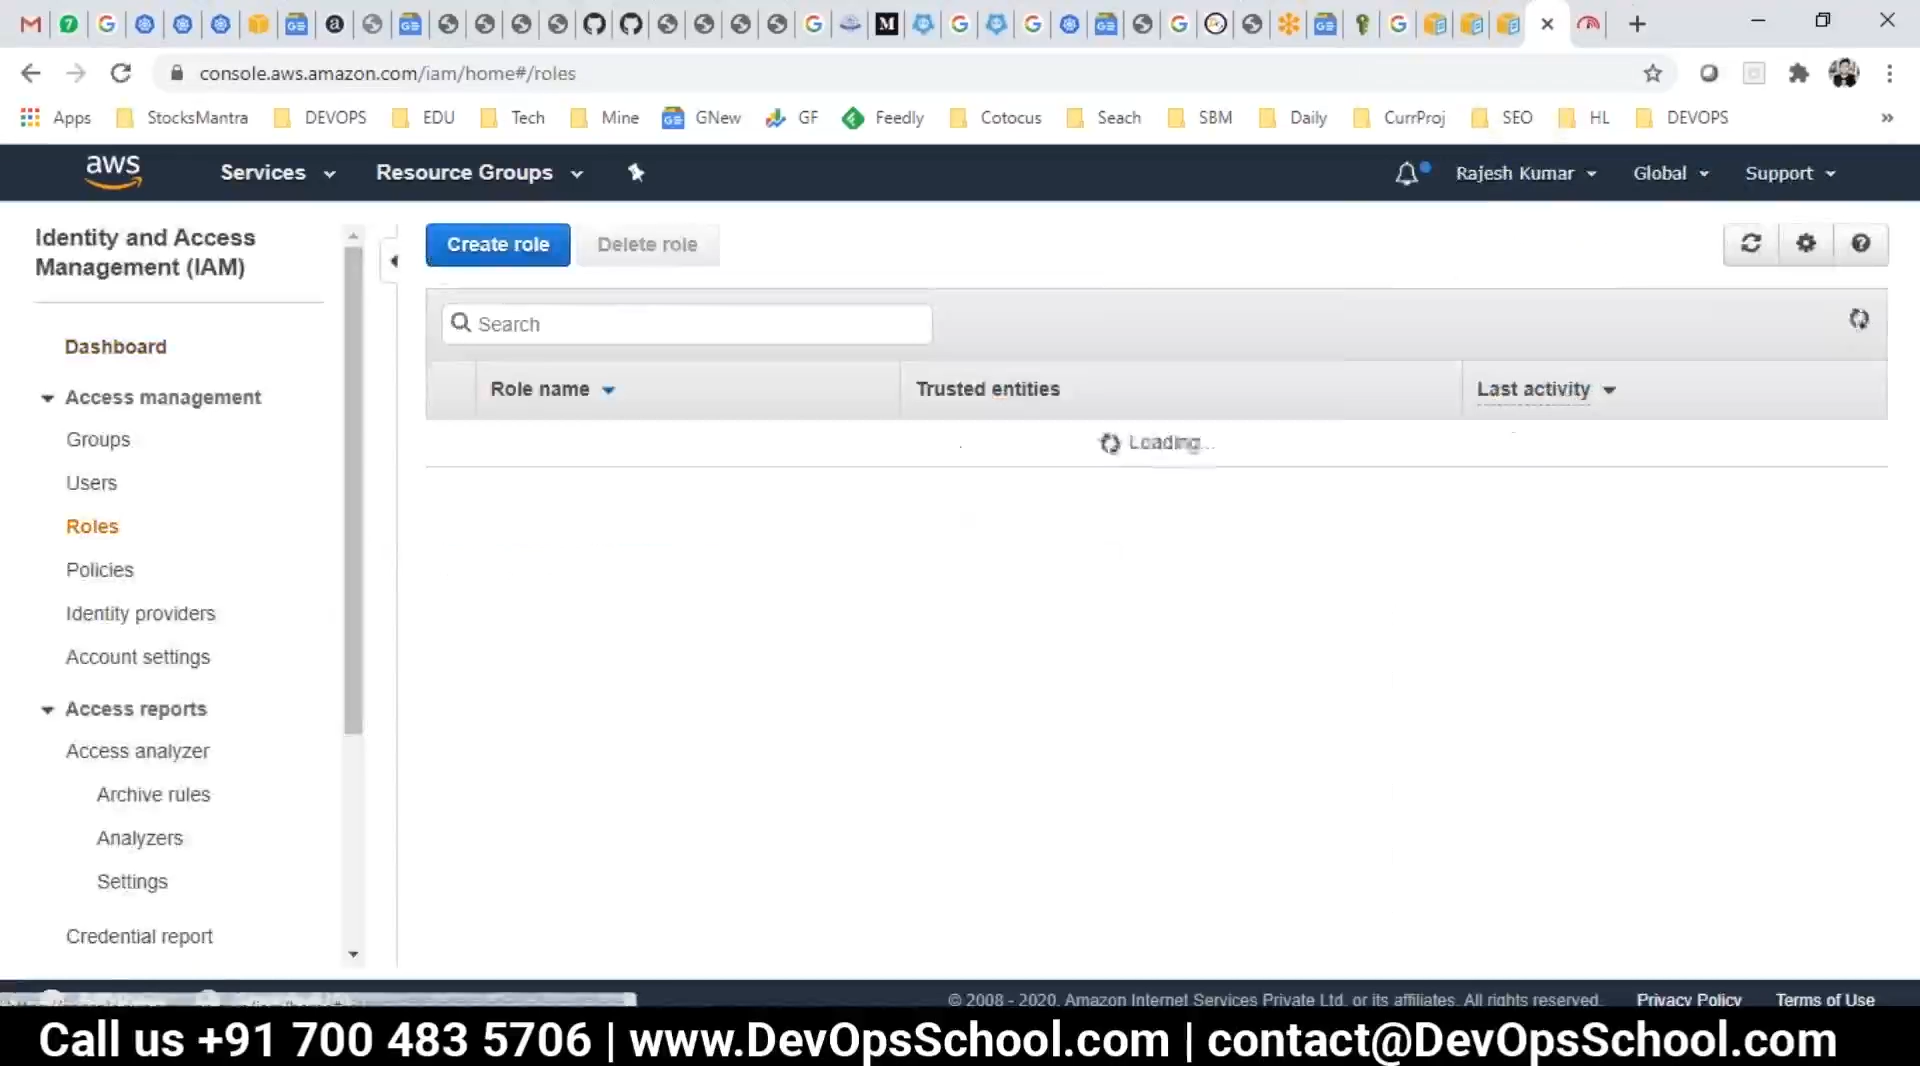 console.aws.amazon.com/iam/home#/roles
Apps StocksMantra DEVOPS EDU Tech Mine GNew GF Feedly Cotocus Seach SBM Daily CurrProj SEO HL DEVOPS »
aws Services Resource Groups Rajesh Kumar Global Support
Identity and Access
Management (IAM)
Dashboard
Access management
Groups
Users
Roles
Policies
Identity providers
Account settings
Access reports
Access analyzer
Archive rules
Analyzers
Settings
Credential report
Create role Delete role
Search
Role name Trusted entities Last activity
Loading...
© 2008 - 2020, Amazon Internet Services Private Ltd. or its affiliates. All rights reserved. Privacy Policy Terms of Use
Call us +91 700 483 5706 | www.DevOpsSchool.com | contact@DevOpsSchool.com